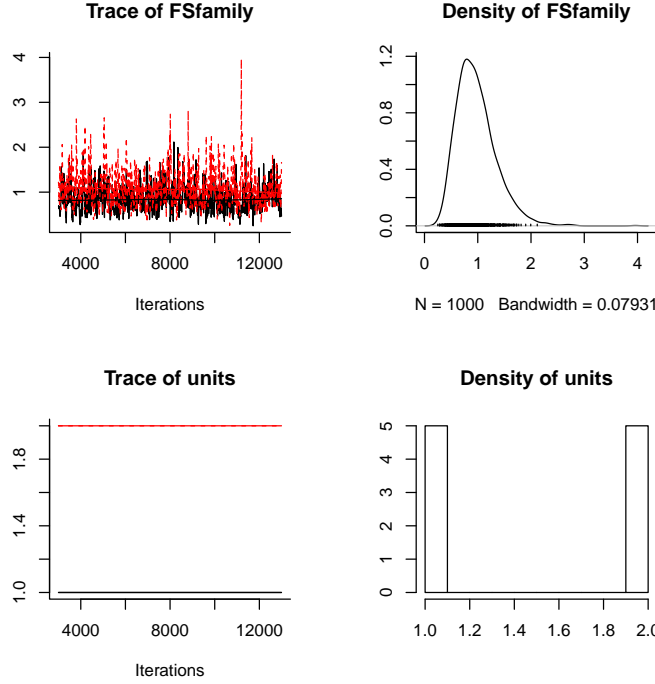 Trace of FSfamily
1 2 3 4
4000 8000 12000
Iterations
Density of FSfamily
0.0 0.4 0.8 1.2
0 1 2 3 4
N = 1000 Bandwidth = 0.07931
Trace of units
1.0 1.4 1.8
4000 8000 12000
Iterations
Density of units
0 1 2 3 4 5
1.0 1.2 1.4 1.6 1.8 2.0